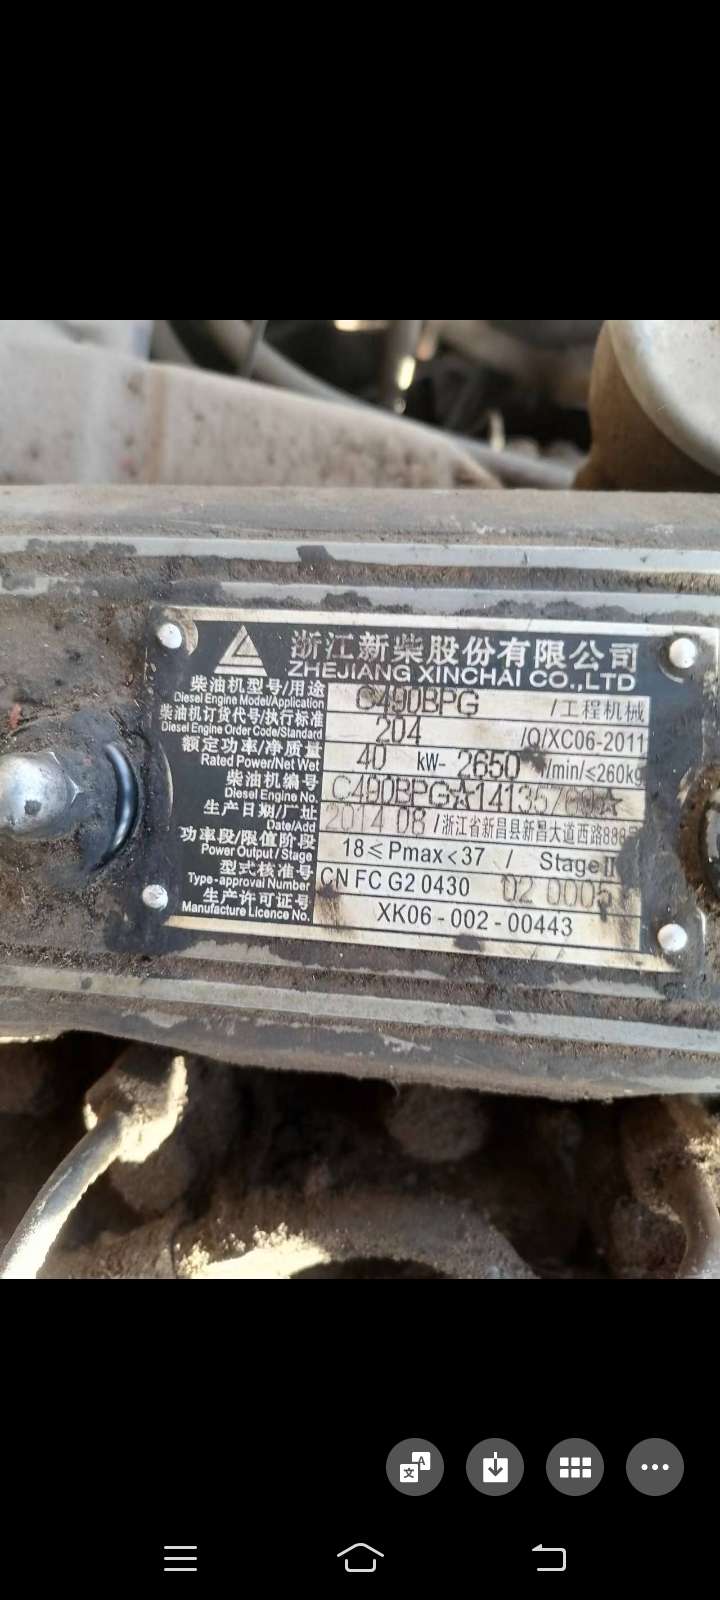 浙江新柴股份有限公司
ZHEJIANG XINCHAI CO.,LTD
柴油机型号/用途 C490BPG /工程机械
Diesel Engine Model/Application
柴油机订货代号/执行标准 204 /Q/XC06-2011
Diesel Engine Order Code/Standard
额定功率/净质量 40 kW- 2650 r/min/≤260kg
Rated Power/Net Wet
柴油机编号 C490BPG☆141357
Diesel Engine No.
生产日期/厂址 2014 08 /浙江省新昌县新昌大道西路888号
Date/Add
功率段/限值阶段 18≤Pmax<37 / StageⅡ
Power Output / Stage
型式核准号 CN FC G2 0430 02 0005
Type-approval Number
生产许可证号 XK06-002-00443
Manufacture Licence No.